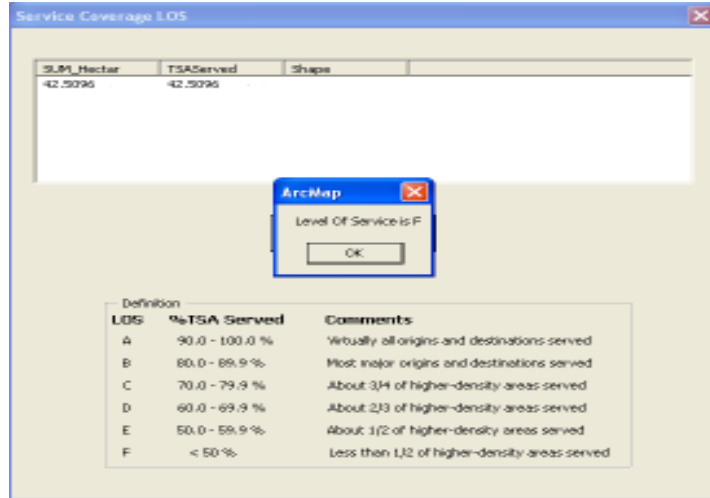 Service Coverage LOS
SUM_Hectar TSAServed Shape
42.5096 42.5096
ArcMap
Level Of Service is F
OK
Definition
LOS %TSA Served Comments
A 90.0 - 100.0 % Virtually all origins and destinations served
B 80.0 - 89.9 % Most major origins and destinations served
C 70.0 - 79.9 % About 3/4 of higher-density areas served
D 60.0 - 69.9 % About 2/3 of higher-density areas served
E 50.0 - 59.9 % About 1/2 of higher-density areas served
F < 50 % Less than 1/2 of higher-density areas served